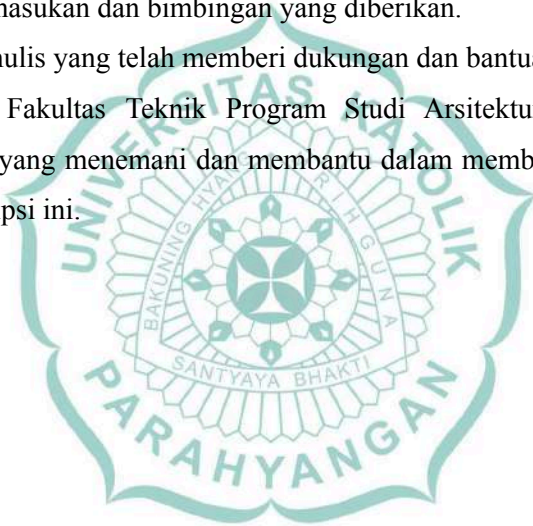 masukan dan bimbingan yang diberikan.
nulis yang telah memberi dukungan dan bantua
Fakultas Teknik Program Studi Arsitektu
yang menemani dan membantu dalam memb
psi ini.
UNIVERSITAS KATOLIK
PARAHYANGAN
BAKUNING HYANG MRIH GUNA
SANTYAYA BHAKTI